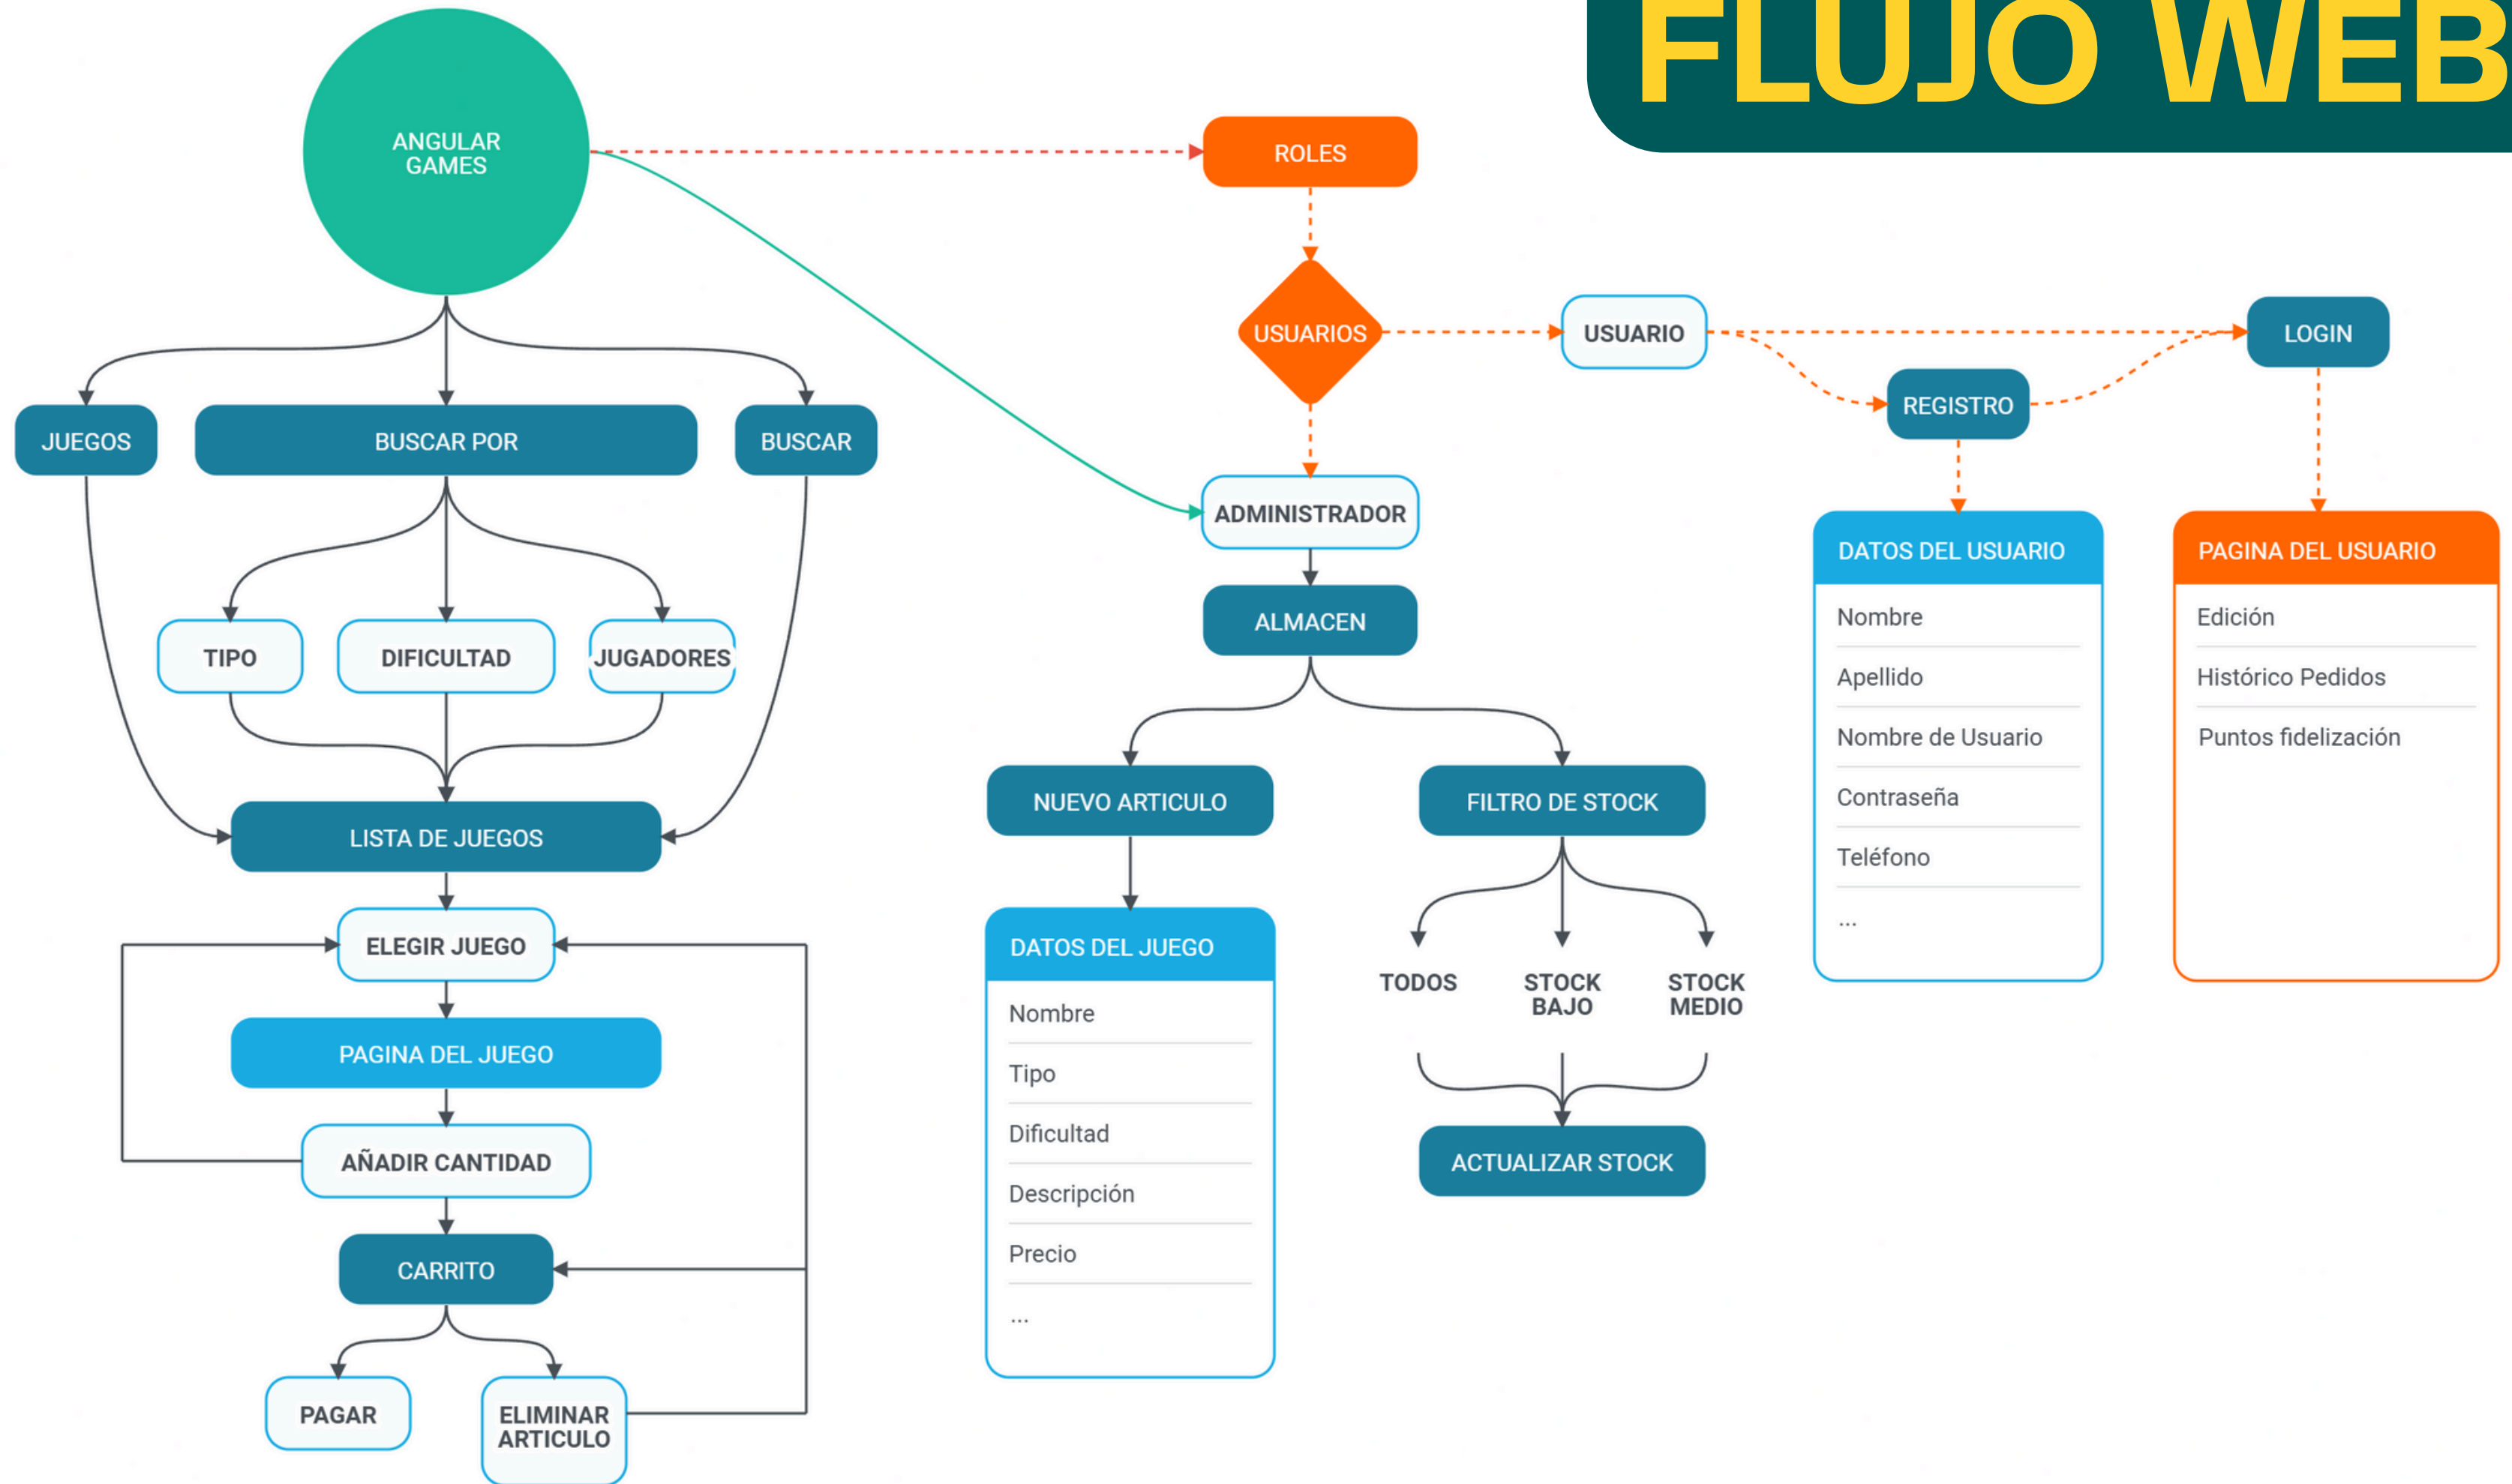 FLUJO WEB
ANGULAR
GAMES
ROLES
USUARIOS
USUARIO
LOGIN
REGISTRO
JUEGOS
BUSCAR POR
BUSCAR
ADMINISTRADOR
ALMACEN
TIPO
DIFICULTAD
JUGADORES
LISTA DE JUEGOS
ELEGIR JUEGO
PAGINA DEL JUEGO
AÑADIR CANTIDAD
CARRITO
PAGAR
ELIMINAR
ARTICULO
NUEVO ARTICULO
FILTRO DE STOCK
DATOS DEL JUEGO
Nombre
Tipo
Dificultad
Descripción
Precio
...
TODOS
STOCK
BAJO
STOCK
MEDIO
ACTUALIZAR STOCK
DATOS DEL USUARIO
Nombre
Apellido
Nombre de Usuario
Contraseña
Teléfono
...
PAGINA DEL USUARIO
Edición
Histórico Pedidos
Puntos fidelización